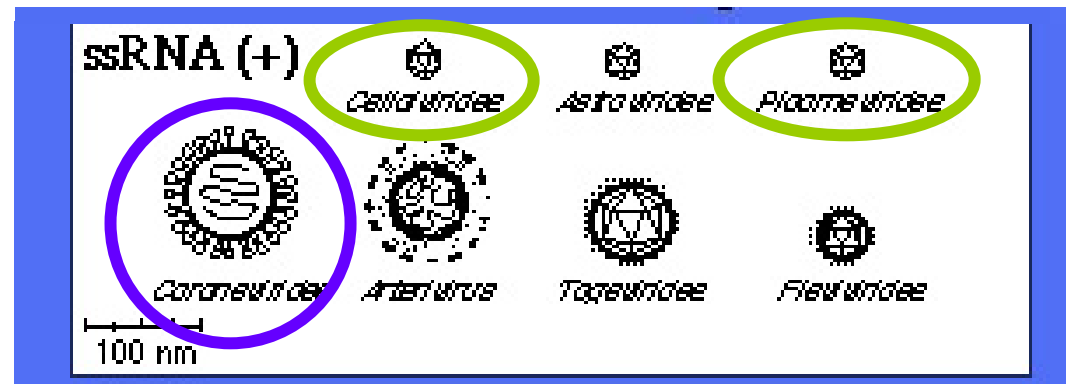 ssRNA (+)
Caliciviridae Astroviridae Picornaviridae
Coronaviridae Arterivirus Togaviridae Flaviviridae
100 nm